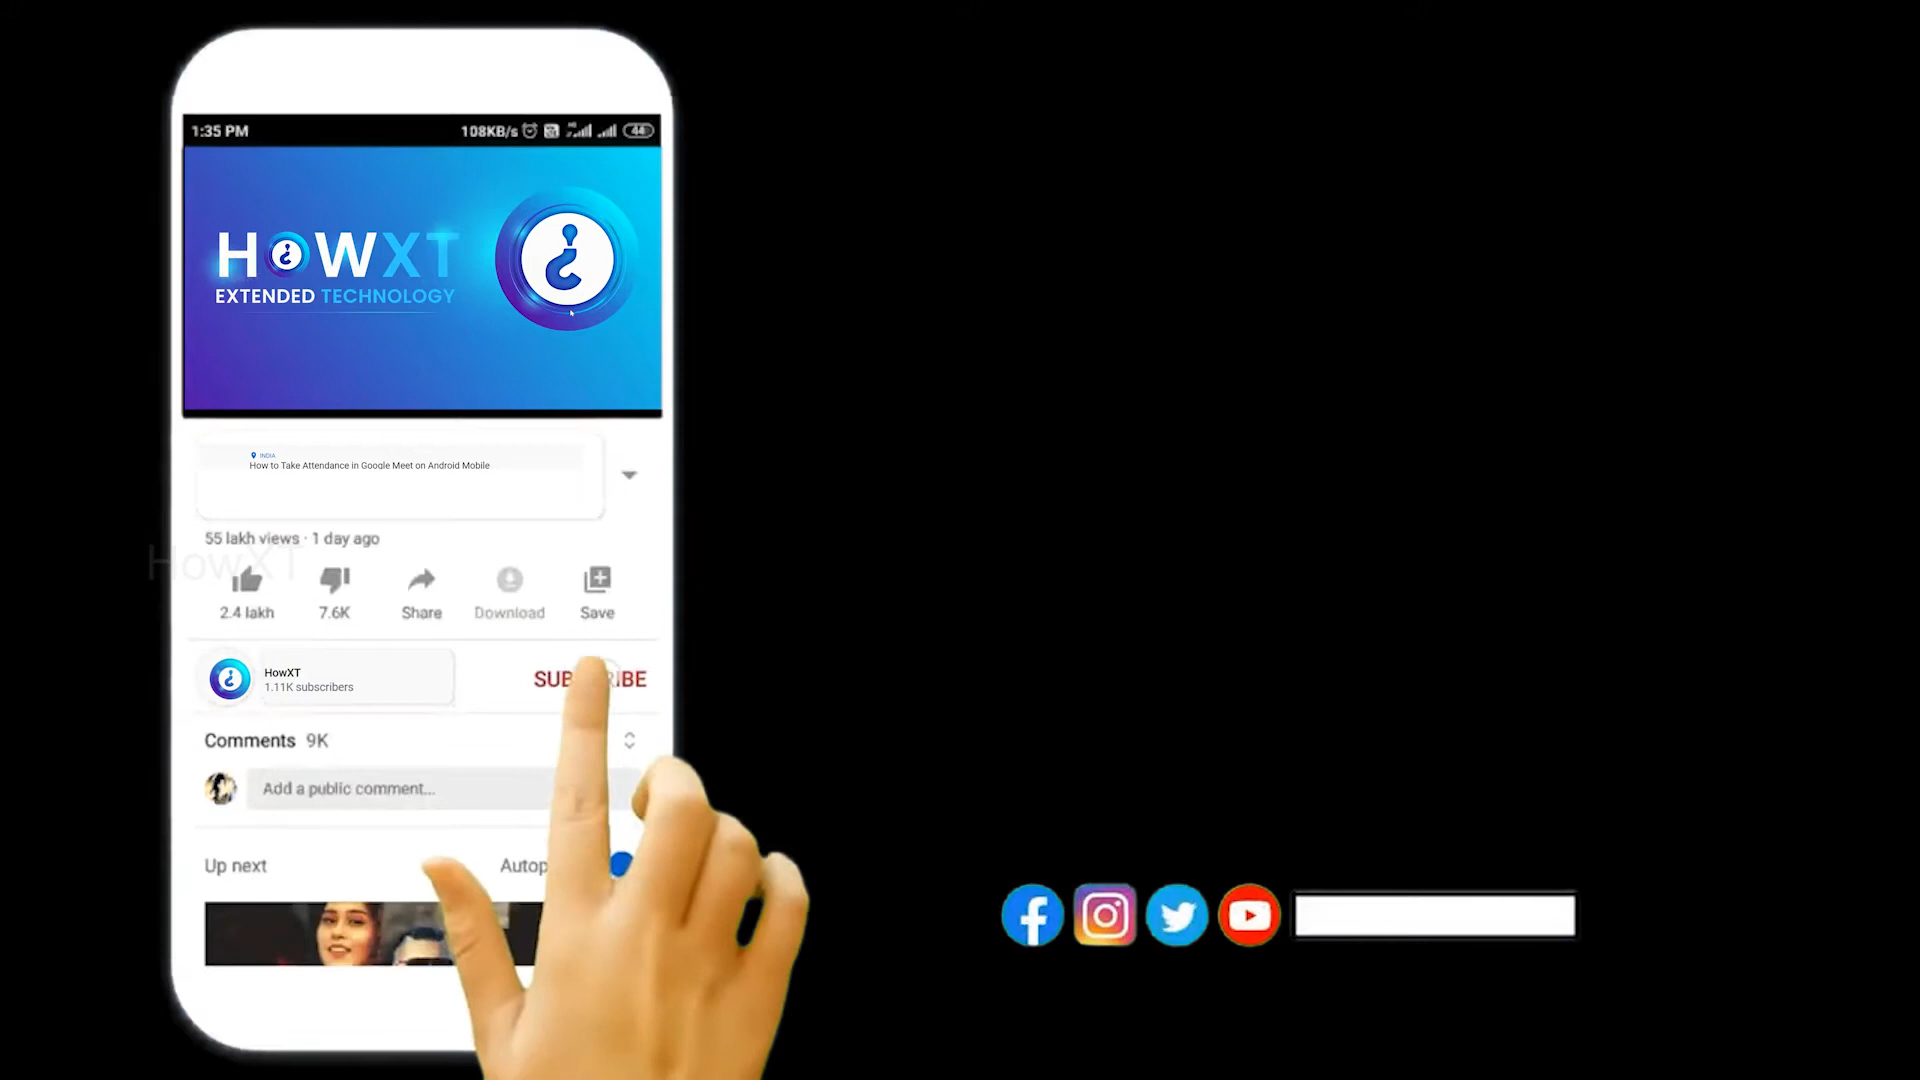 1:35 PM 108KB/s 44
HOWXT
EXTENDED TECHNOLOGY
INDIA
How to Take Attendance in Google Meet on Android Mobile
55 lakh views · 1 day ago
HowXT
2.4 lakh 7.6K Share Download Save
HowXT
1.11K subscribers
SUBSCRIBE
Comments 9K
Add a public comment...
Up next Autop